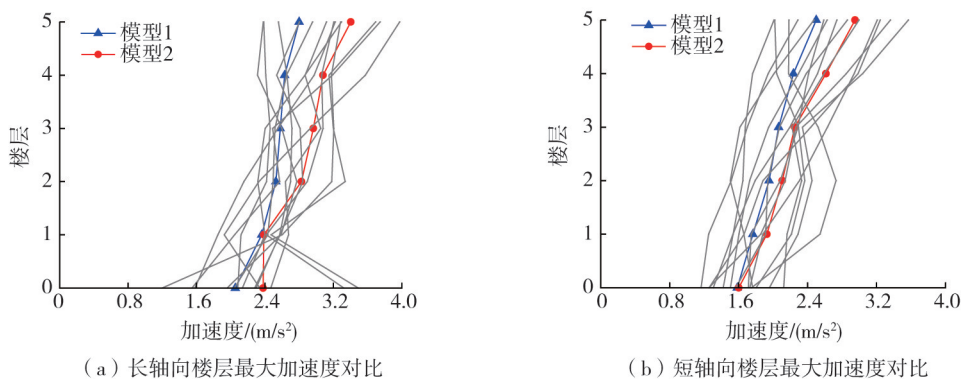 5
4
3
2
1
0
楼层
模型1
模型2
0 0.8 1.6 2.4 3.2 4.0
加速度/(m/s²)
(a)长轴向楼层最大加速度对比
5
4
3
2
1
0
楼层
模型1
模型2
0 0.8 1.6 2.4 3.2 4.0
加速度/(m/s²)
(b)短轴向楼层最大加速度对比